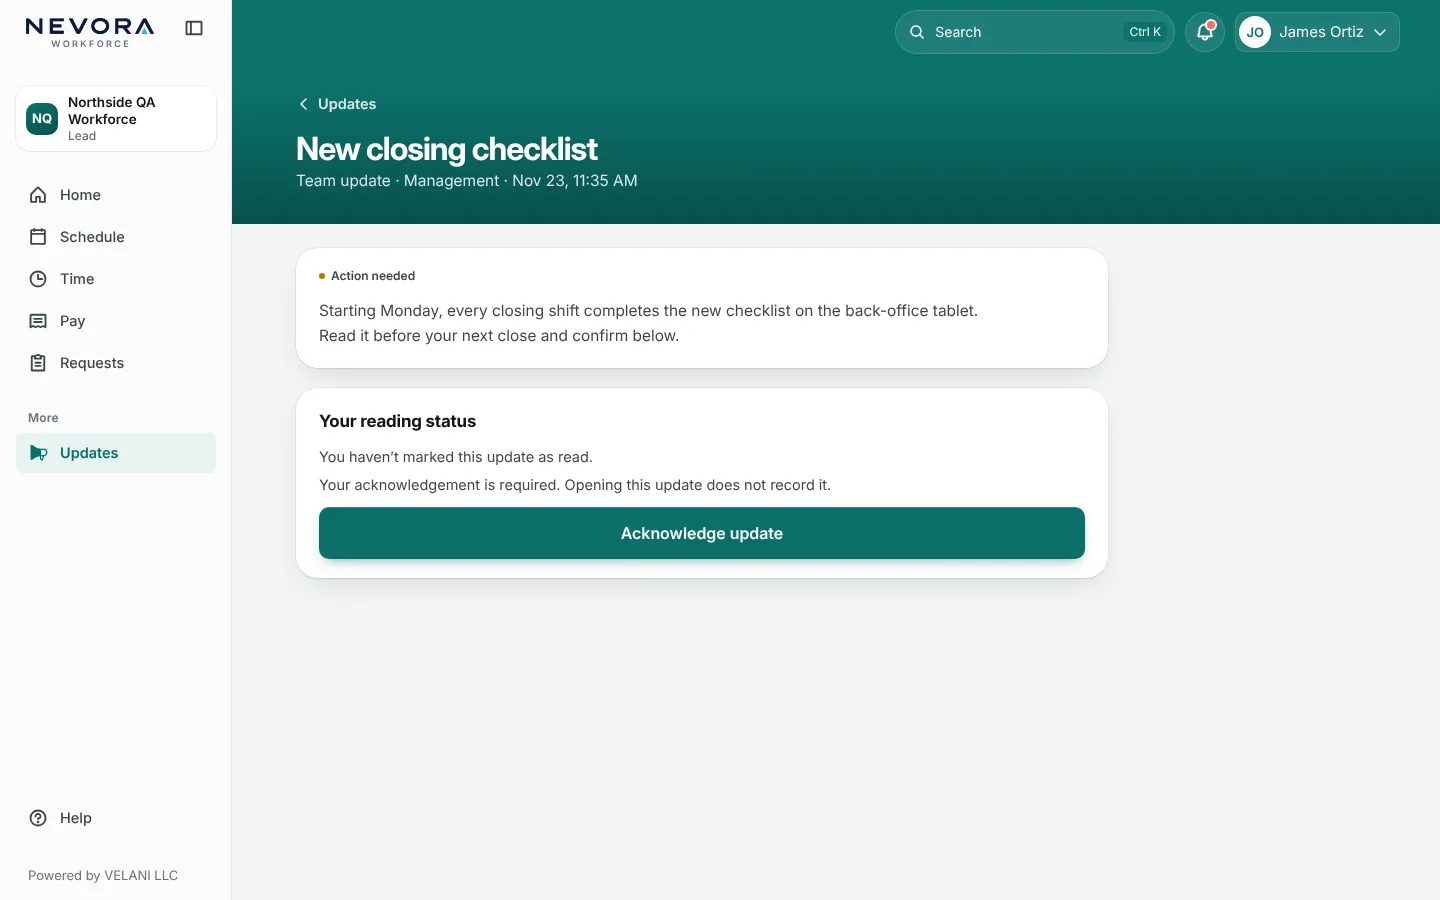 NEVORA
WORKFORCE
NQ
Northside QA
Workforce
Lead
Home
Schedule
Time
Pay
Requests
More
Updates
Help
Powered by VELANI LLC
Search
Ctrl K
JO
James Ortiz
Updates
New closing checklist
Team update · Management · Nov 23, 11:35 AM
Action needed
Starting Monday, every closing shift completes the new checklist on the back-office tablet.
Read it before your next close and confirm below.
Your reading status
You haven’t marked this update as read.
Your acknowledgement is required. Opening this update does not record it.
Acknowledge update